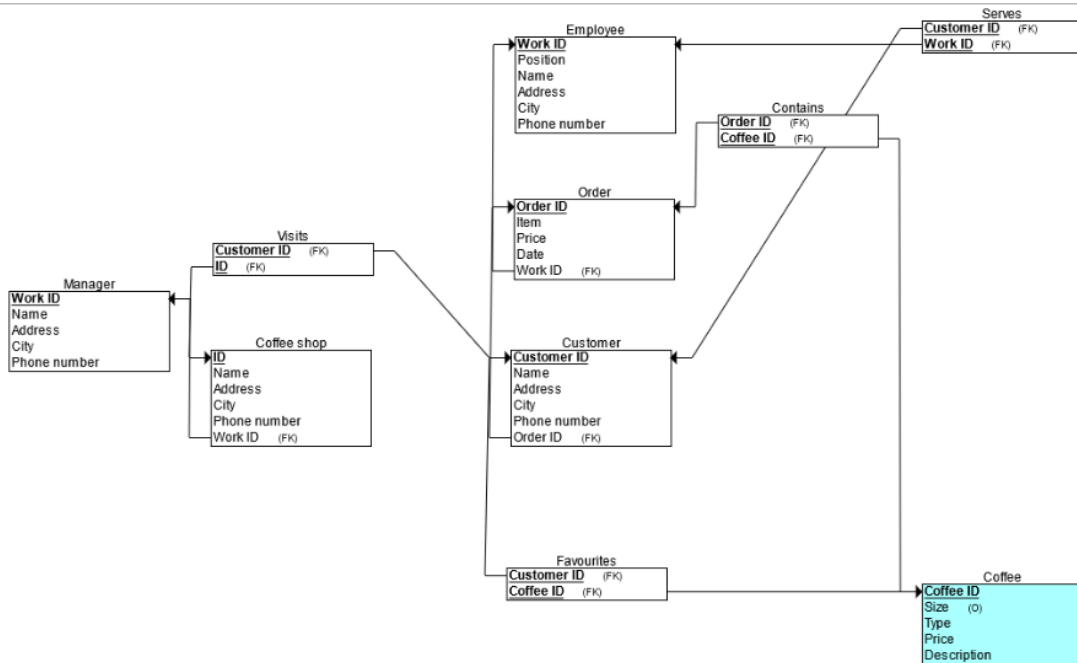 Serves
Customer ID (FK)
Work ID (FK)
Employee
Work ID
Position
Name
Address
City
Phone number
Contains
Order ID (FK)
Coffee ID (FK)
Order
Order ID
Item
Price
Date
Work ID (FK)
Visits
Customer ID (FK)
ID (FK)
Manager
Work ID
Name
Address
City
Phone number
Coffee shop
ID
Name
Address
City
Phone number
Work ID (FK)
Customer
Customer ID
Name
Address
City
Phone number
Order ID (FK)
Favourites
Customer ID (FK)
Coffee ID (FK)
Coffee
Coffee ID
Size (O)
Type
Price
Description